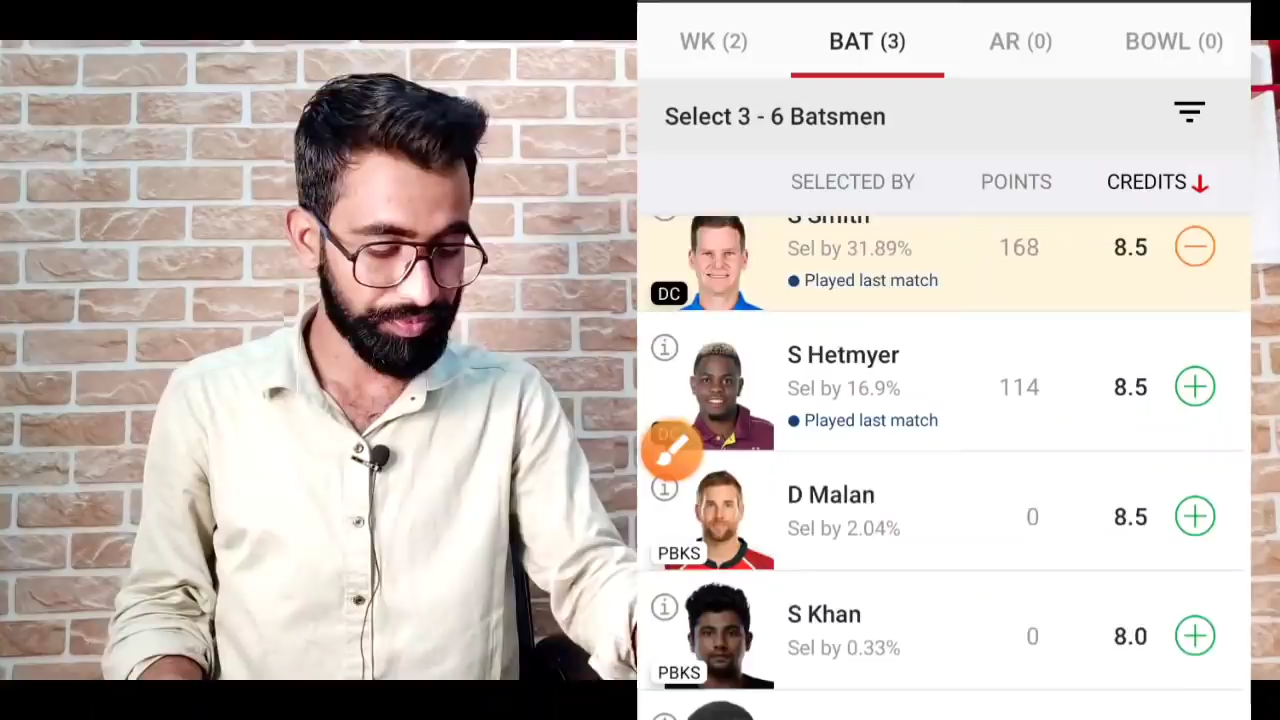 WK (2) BAT (3) AR (0) BOWL (0)
Select 3 - 6 Batsmen
SELECTED BY POINTS CREDITS
S Smith
Sel by 31.89% 168 8.5
Played last match
DC
S Hetmyer
Sel by 16.9% 114 8.5
Played last match
DC
D Malan
Sel by 2.04% 0 8.5
PBKS
S Khan
Sel by 0.33% 0 8.0
PBKS